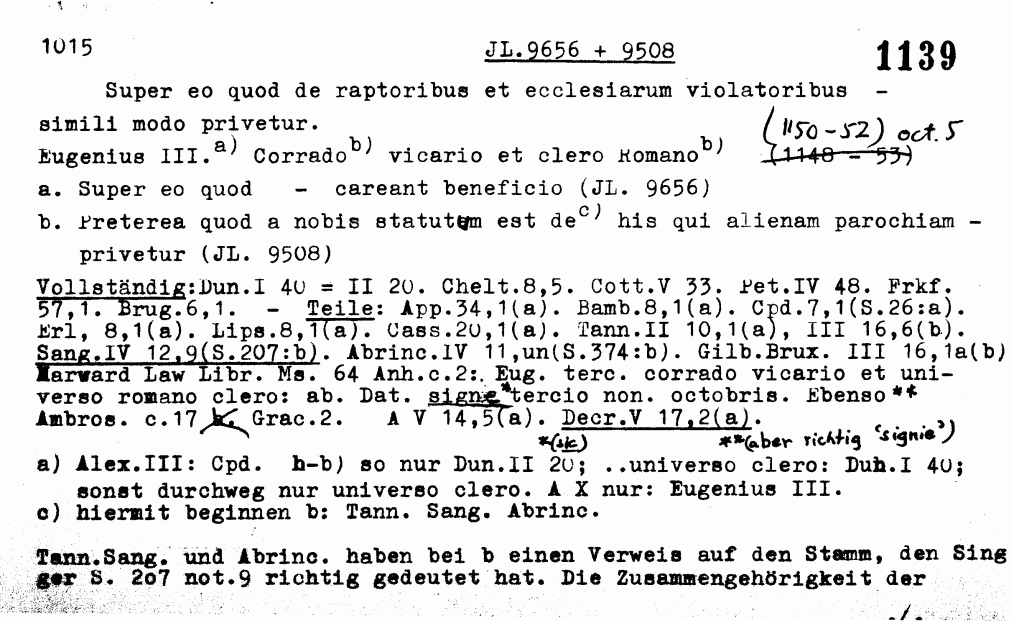 1015 JL.9656 + 9508 1139
Super eo quod de raptoribus et ecclesiarum violatoribus -
simili modo privetur.
(1150-52) oct. 5
Eugenius III.a) Corradob) vicario et clero Romanob) (1148 - 53)
a. Super eo quod - careant beneficio (JL. 9656)
b. Preterea quod a nobis statutum est dec) his qui alienam parochiam -
privetur (JL. 9508)
Vollständig:Dun.I 40 = II 20. Chelt.8,5. Cott.V 33. Pet.IV 48. Frkf.
57,1. Brug.6,1. - Teile: App.34,1(a). Bamb.8,1(a). Cpd.7,1(S.26:a).
Erl, 8,1(a). Lips.8,1(a). Cass.20,1(a). Tann.II 10,1(a), III 16,6(b).
Sang.IV 12,9(S.207:b). Abrinc.IV 11,un(S.374:b). Gilb.Brux. III 16,1a(b)
Harward Law Libr. Ms. 64 Anh.c.2:. Eug. terc. corrado vicario et uni-
verso romano clero: ab. Dat. signe*tercio non. octobris. Ebenso**
Ambros. c.17 Grac.2. A V 14,5(a). Decr.V 17,2(a).
*(sic) **(aber richtig 'signie')
a) Alex.III: Cpd. b-b) so nur Dun.II 20; ..universo clero: Duh.I 40;
sonst durchweg nur universo clero. A X nur: Eugenius III.
c) hiermit beginnen b: Tann. Sang. Abrinc.
Tann.Sang. und Abrinc. haben bei b einen Verweis auf den Stamm, den Sing
ger S. 207 not.9 richtig gedeutet hat. Die Zusammengehörigkeit der
./.